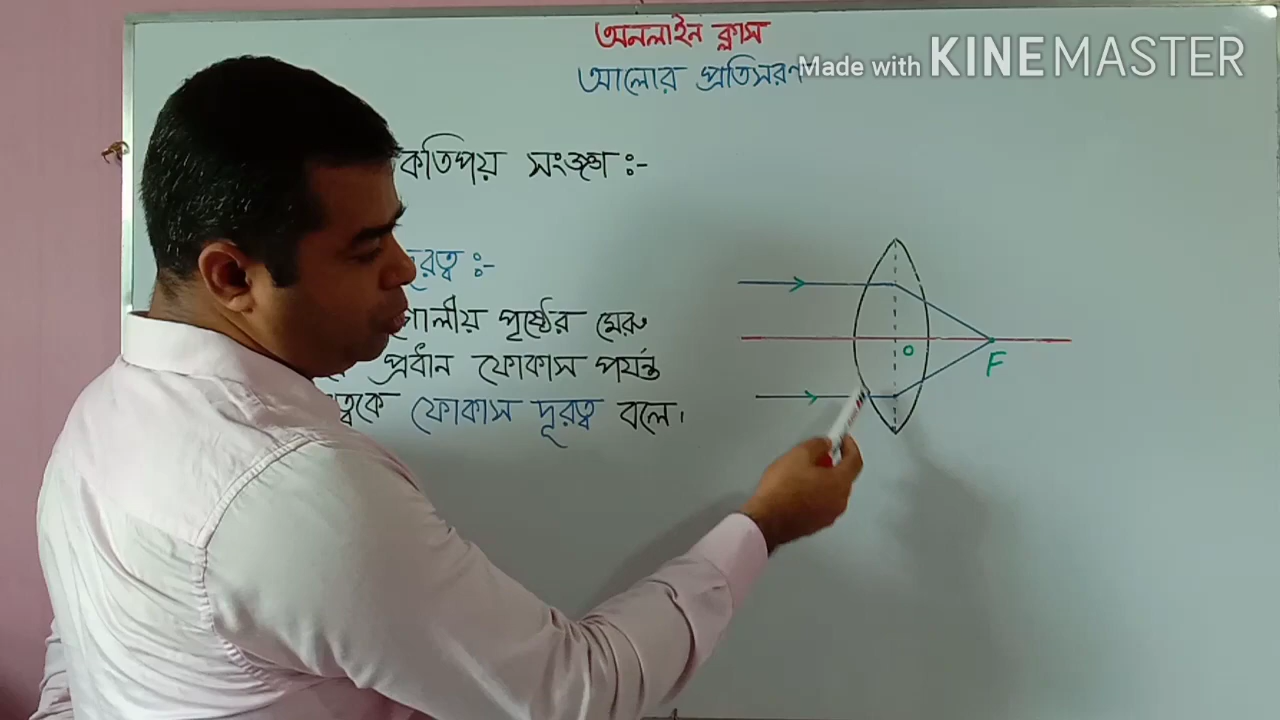 অনলাইন ক্লাস
আলোর প্রতিসরণ
Made with KINEMASTER
কতিপয় সংজ্ঞা :-
দূরত্ব :-
গোলীয় পৃষ্ঠের মেরু
প্রধান ফোকাস পর্যন্ত
ফোকাস দূরত্ব বলে।
O
F